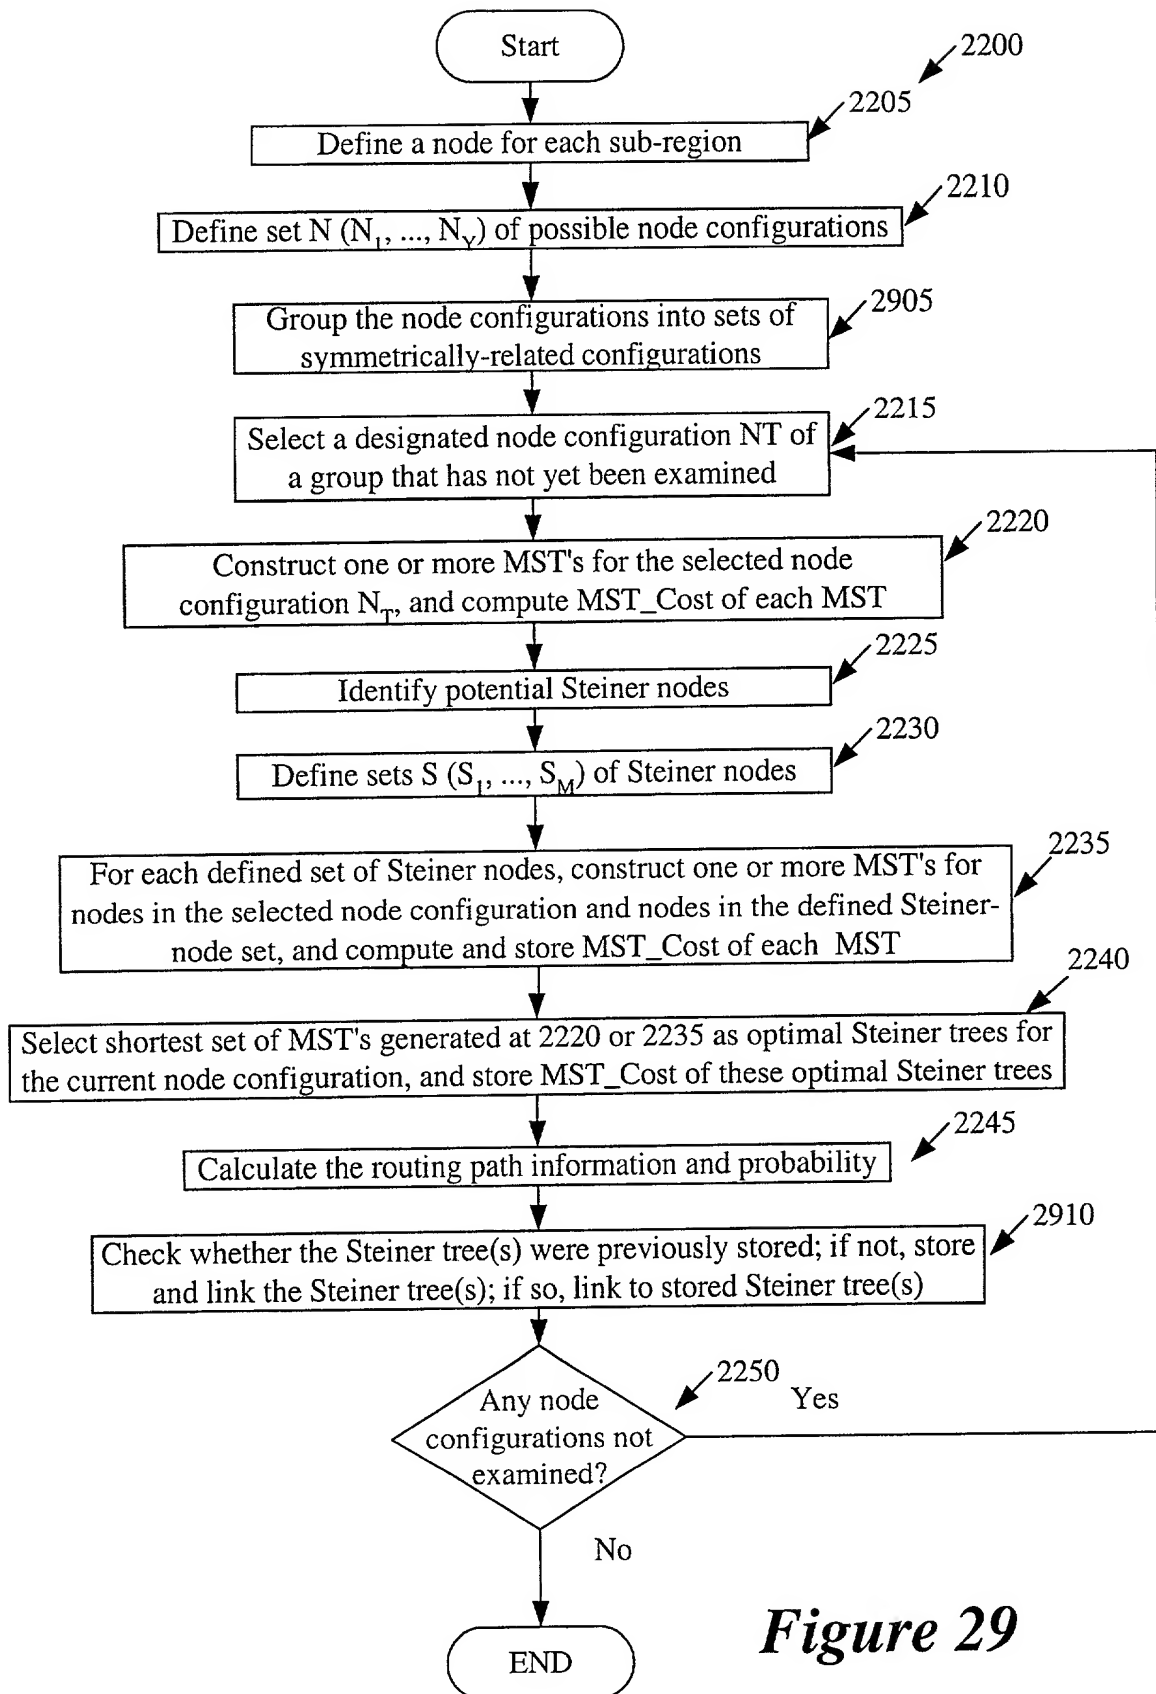 Start
2200
2205
Define a node for each sub-region
2210
Define set N (N1, ..., NY) of possible node configurations
2905
Group the node configurations into sets of
symmetrically-related configurations
2215
Select a designated node configuration NT of
a group that has not yet been examined
2220
Construct one or more MST's for the selected node
configuration NT, and compute MST_Cost of each MST
2225
Identify potential Steiner nodes
2230
Define sets S (S1, ..., SM) of Steiner nodes
2235
For each defined set of Steiner nodes, construct one or more MST's for
nodes in the selected node configuration and nodes in the defined Steiner-
node set, and compute and store MST_Cost of each MST
2240
Select shortest set of MST's generated at 2220 or 2235 as optimal Steiner trees for
the current node configuration, and store MST_Cost of these optimal Steiner trees
2245
Calculate the routing path information and probability
2910
Check whether the Steiner tree(s) were previously stored; if not, store
and link the Steiner tree(s); if so, link to stored Steiner tree(s)
2250
Yes
Any node
configurations not
examined?
No
END
Figure 29